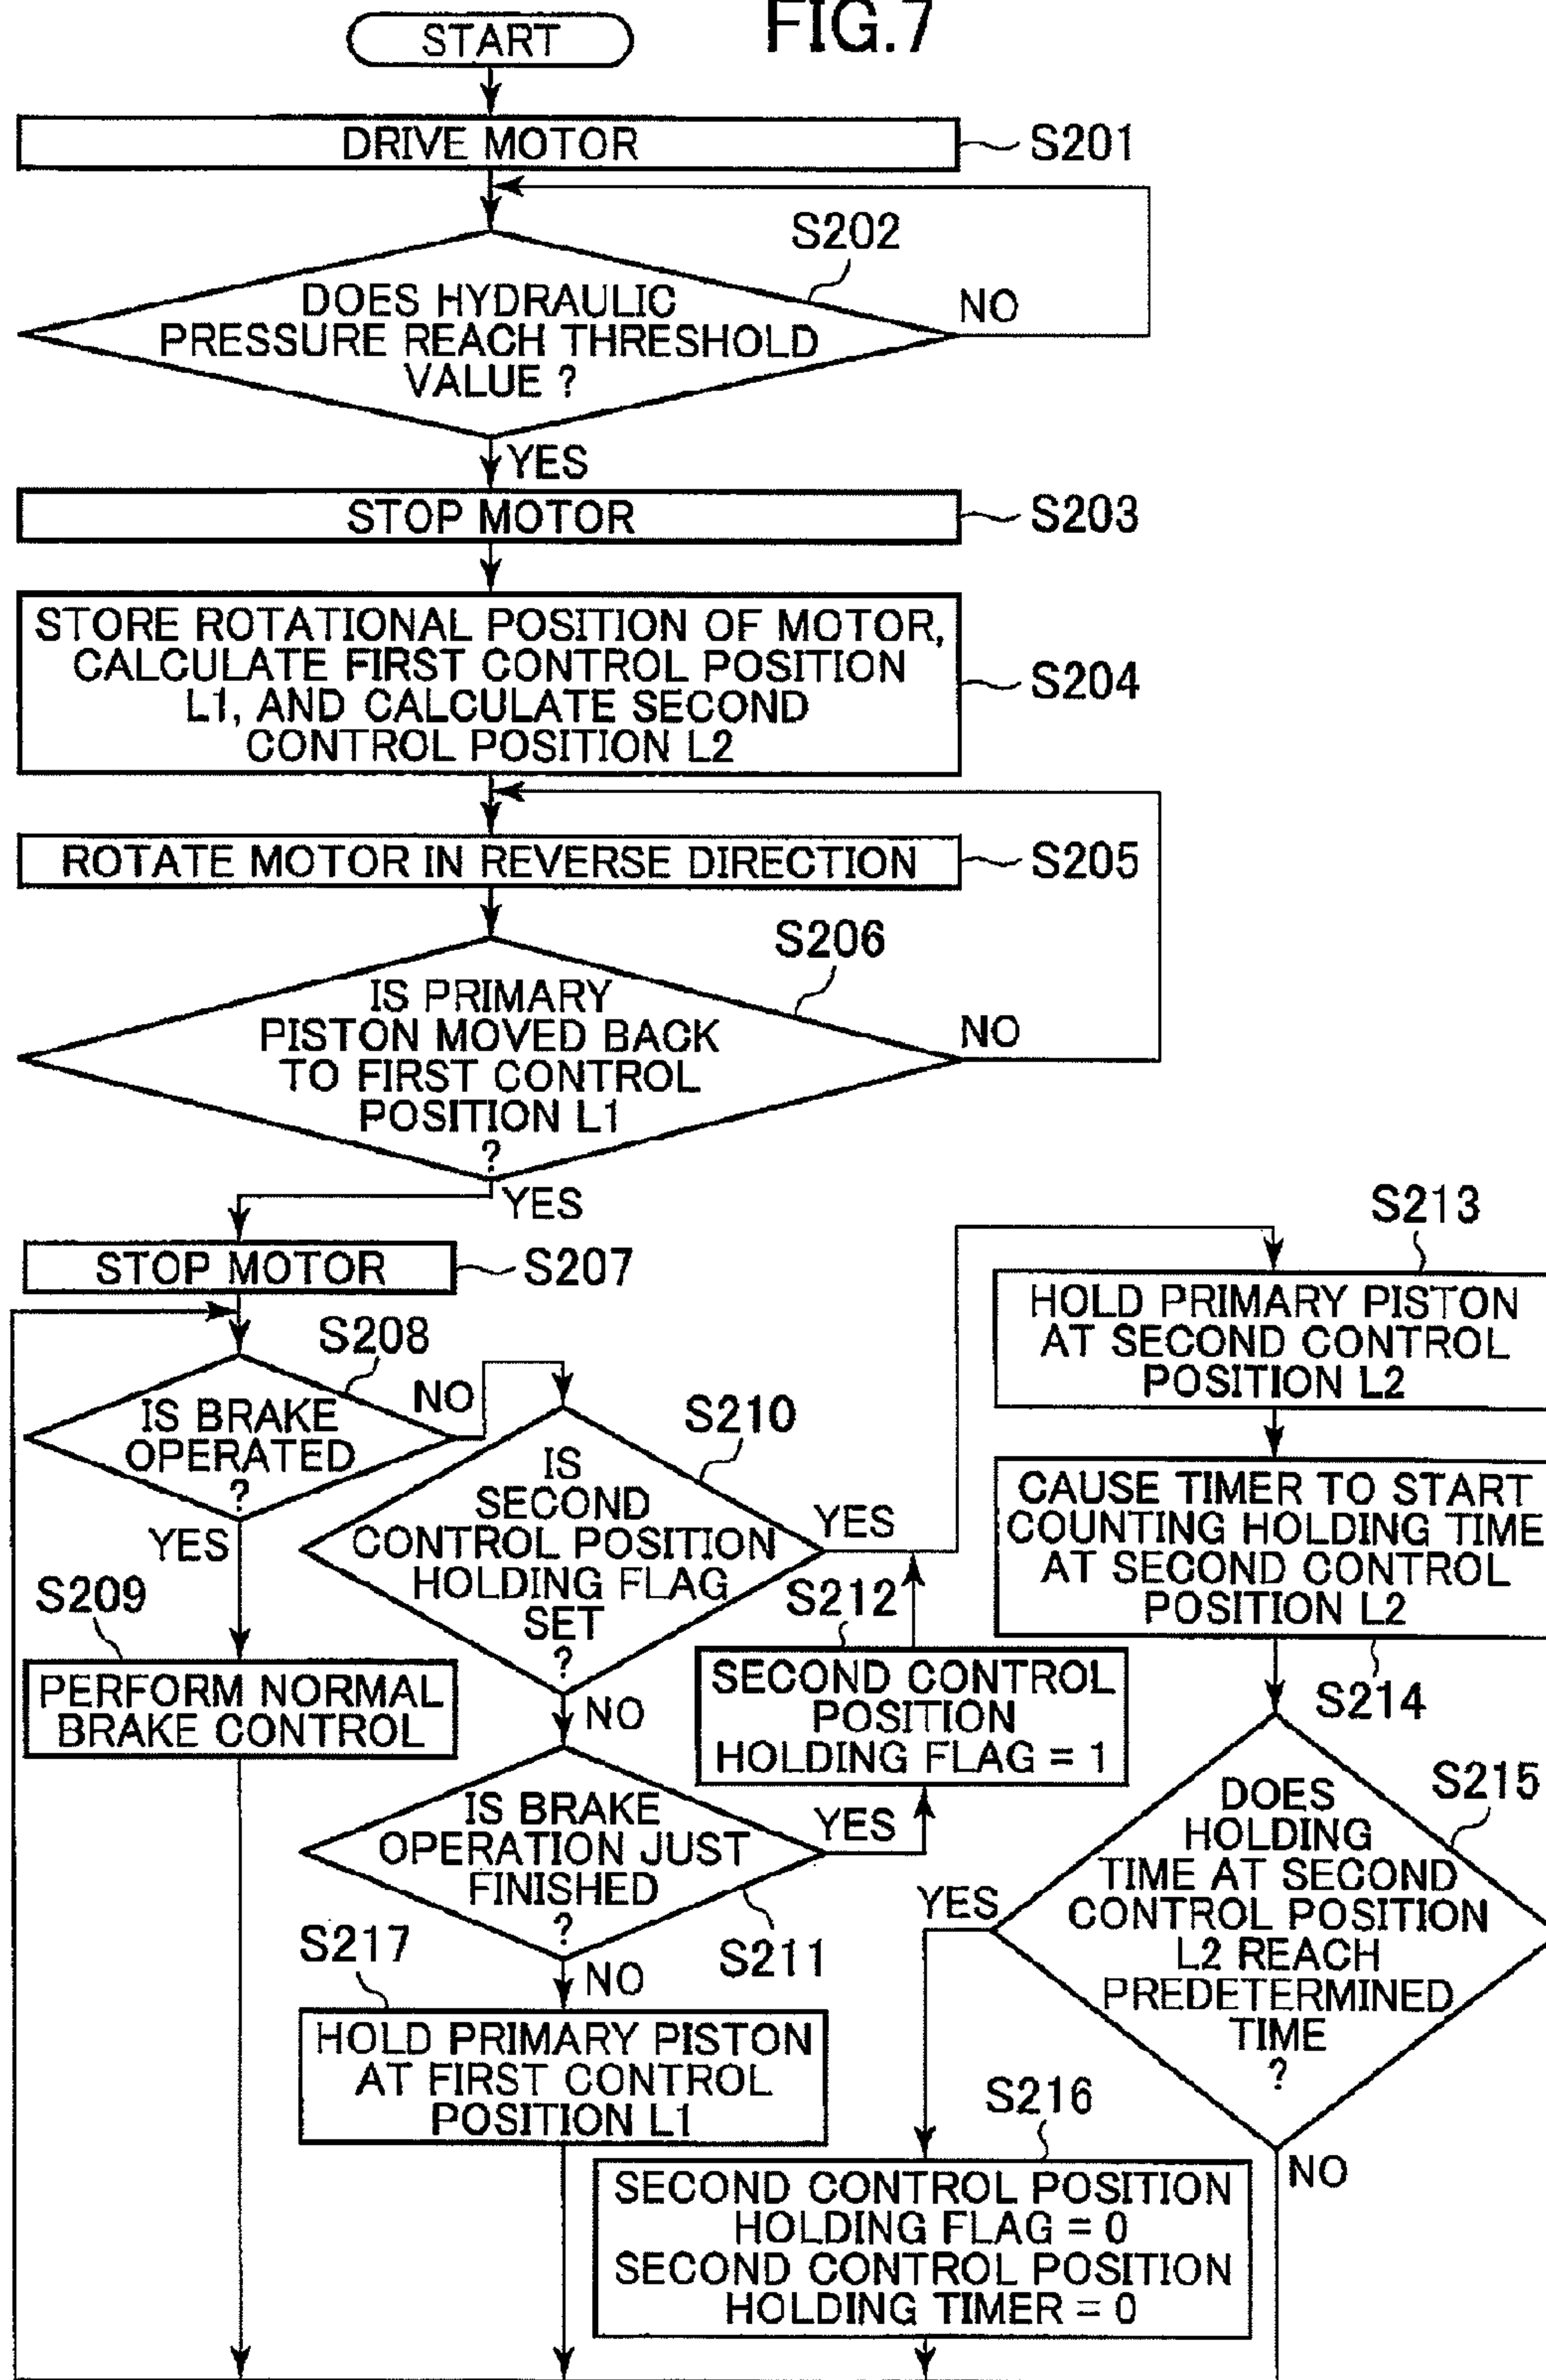 FIG.7
START
DRIVE MOTOR
S201
S202
DOES HYDRAULIC
PRESSURE REACH THRESHOLD
VALUE ?
NO
YES
STOP MOTOR
S203
STORE ROTATIONAL POSITION OF MOTOR,
CALCULATE FIRST CONTROL POSITION
L1, AND CALCULATE SECOND
CONTROL POSITION L2
S204
ROTATE MOTOR IN REVERSE DIRECTION
S205
S206
IS PRIMARY
PISTON MOVED BACK
TO FIRST CONTROL
POSITION L1
?
NO
YES
STOP MOTOR
S207
S208
IS BRAKE
OPERATED
?
NO
YES
S209
PERFORM NORMAL
BRAKE CONTROL
S210
IS
SECOND
CONTROL POSITION
HOLDING FLAG
SET
?
YES
NO
S212
SECOND CONTROL
POSITION
HOLDING FLAG = 1
IS BRAKE
OPERATION JUST
FINISHED
?
YES
S211
NO
S217
HOLD PRIMARY PISTON
AT FIRST CONTROL
POSITION L1
S213
HOLD PRIMARY PISTON
AT SECOND CONTROL
POSITION L2
CAUSE TIMER TO START
COUNTING HOLDING TIME
AT SECOND CONTROL
POSITION L2
S214
S215
DOES
HOLDING
TIME AT SECOND
CONTROL POSITION
L2 REACH
PREDETERMINED
TIME
?
YES
NO
S216
SECOND CONTROL POSITION
HOLDING FLAG = 0
SECOND CONTROL POSITION
HOLDING TIMER = 0